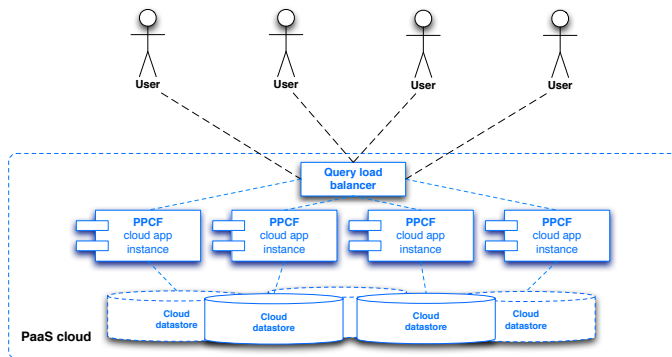 User
User
User
User
Query load
balancer
PPCF
cloud app
instance
PPCF
cloud app
instance
PPCF
cloud app
instance
PPCF
cloud app
instance
Cloud
datastore
Cloud
datastore
Cloud
datastore
Cloud
datastore
PaaS cloud